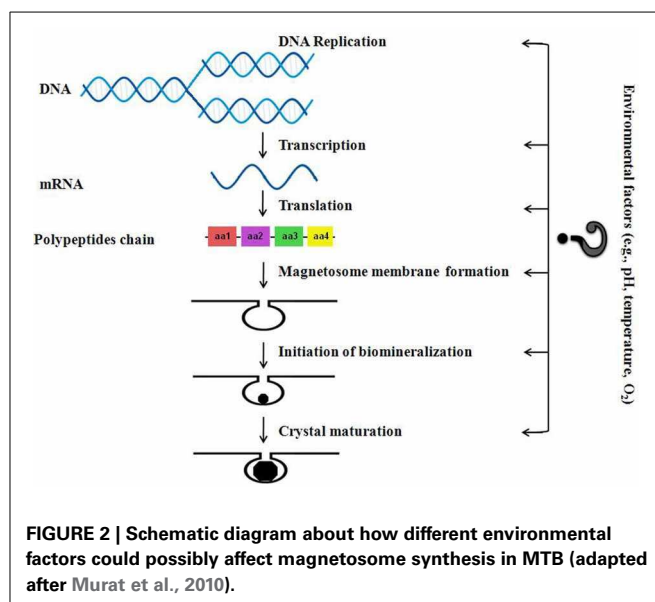 DNA Replication
DNA
Transcription
mRNA
Translation
Polypeptides chain
aa1 aa2 aa3 aa4
Magnetosome membrane formation
Initiation of biomineralization
Crystal maturation
Environmental factors (e.g., pH, temperature, O₂)
?
FIGURE 2 | Schematic diagram about how different environmental
factors could possibly affect magnetosome synthesis in MTB (adapted
after Murat et al., 2010).